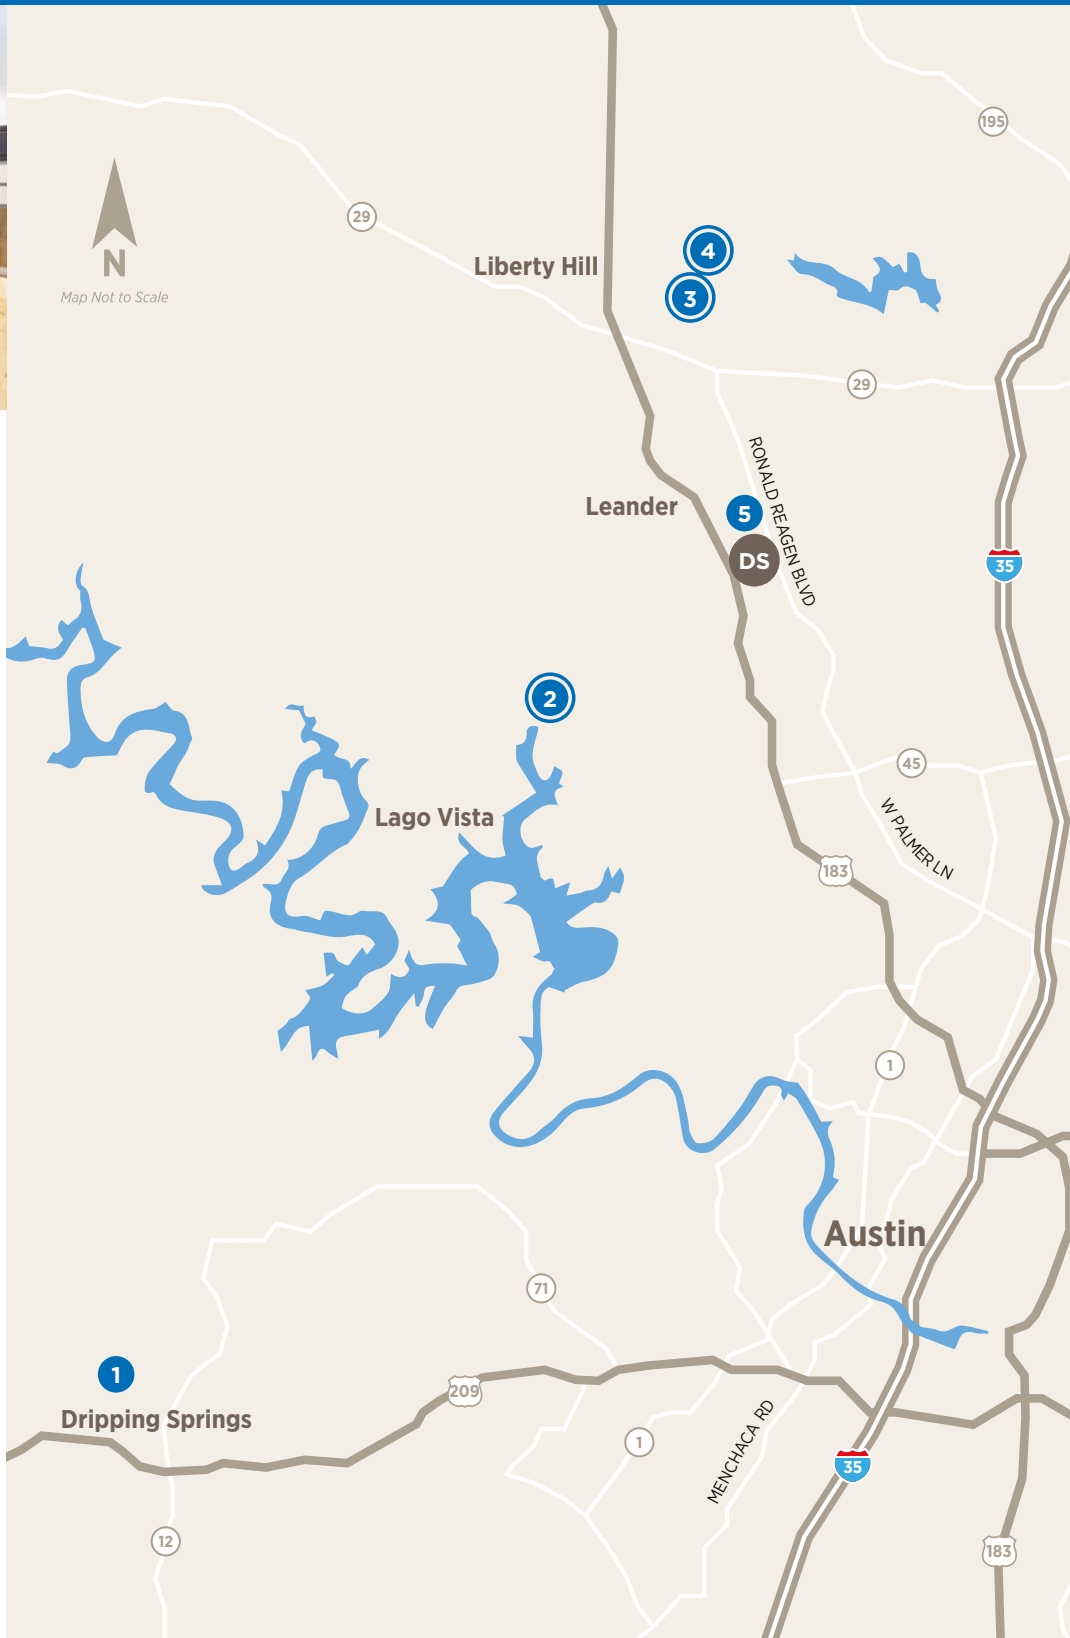 195
29
4
Liberty Hill
N
3
Map Not to Scale
29
RONALD REAGEN BLVD
Leander
5
DS
35
2
45
Lago Vista
W PALMER LN
183
1
Austin
71
1
209
Dripping Springs
MENCHACA RD
1
35
12
183